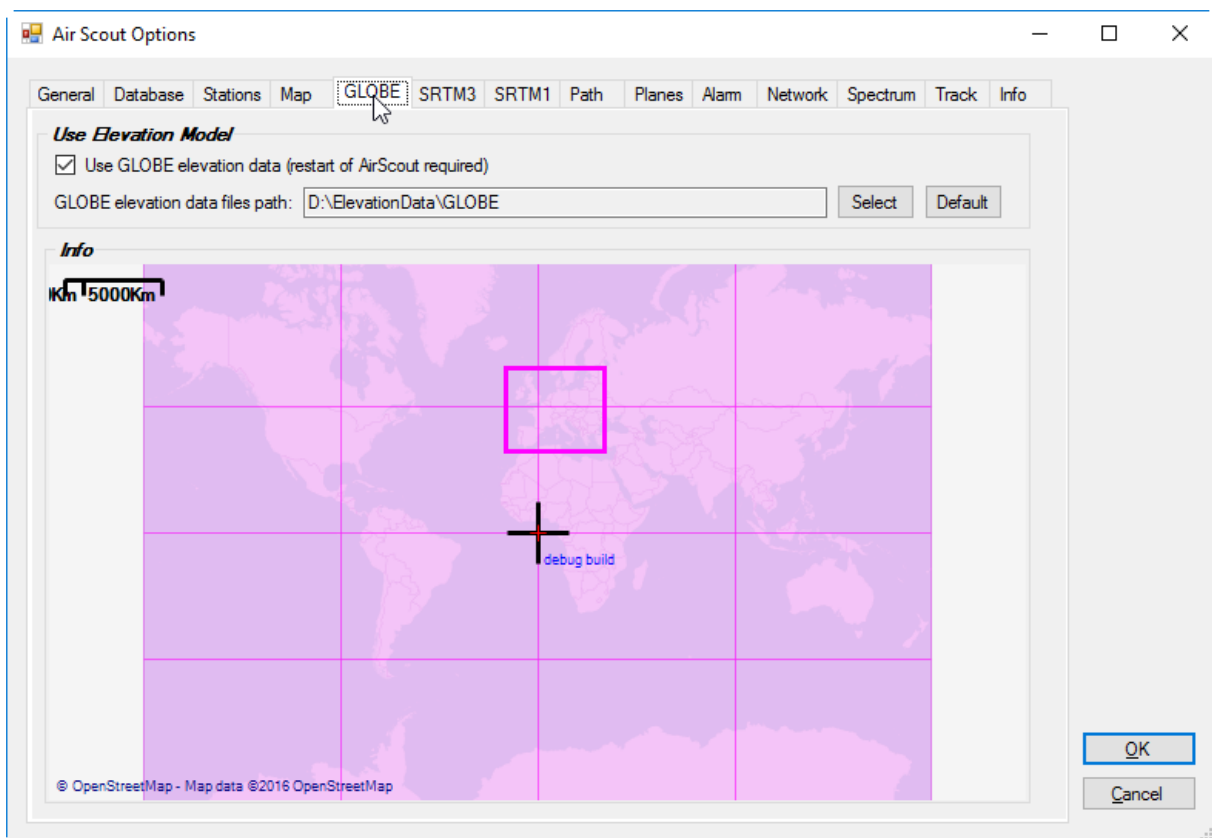 Air Scout Options
General Database Stations Map GLOBE SRTM3 SRTM1 Path Planes Alarm Network Spectrum Track Info
Use Elevation Model
Use GLOBE elevation data (restart of AirScout required)
GLOBE elevation data files path: D:\ElevationData\GLOBE Select Default
Info
Km 5000Km
debug build
© OpenStreetMap - Map data ©2016 OpenStreetMap
OK
Cancel